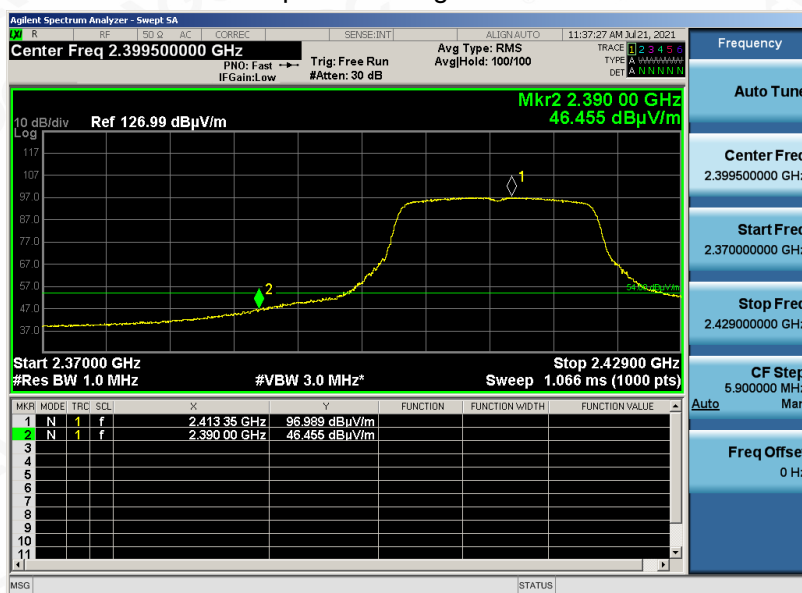 Agilent Spectrum Analyzer - Swept SA
LXI R RF 50 Ω AC CORREC SENSE:INT ALIGN AUTO 11:37:27 AM Jul 21, 2021
Center Freq 2.399500000 GHz
PNO: Fast
IFGain:Low
Trig: Free Run
#Atten: 30 dB
Avg Type: RMS
Avg|Hold: 100/100
TRACE 1 2 3 4 5 6
TYPE A WWWWW
DET A N N N N N
Mkr2 2.390 00 GHz
46.455 dBµV/m
10 dB/div Ref 126.99 dBµV/m
Log
117
107
97.0
87.0
77.0
67.0
57.0
47.0
37.0
1
2
54.00 dBµV/m
Start 2.37000 GHz Stop 2.42900 GHz
#Res BW 1.0 MHz #VBW 3.0 MHz* Sweep 1.066 ms (1000 pts)
MKR MODE TRC SCL X Y FUNCTION FUNCTION WIDTH FUNCTION VALUE
1 N 1 f 2.413 35 GHz 96.989 dBµV/m
2 N 1 f 2.390 00 GHz 46.455 dBµV/m
3
4
5
6
7
8
9
10
11
MSG STATUS
Frequency
Auto Tune
Center Freq
2.399500000 GHz
Start Freq
2.370000000 GHz
Stop Freq
2.429000000 GHz
CF Step
5.900000 MHz
Auto Man
Freq Offset
0 Hz